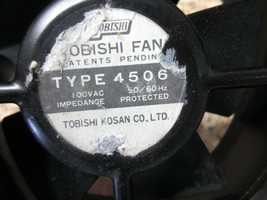 TOBISHI
TOBISHI FAN
PATENTS PENDING
TYPE 4506
100VAC 50/60Hz
IMPEDANCE PROTECTED
TOBISHI KOSAN CO., LTD.